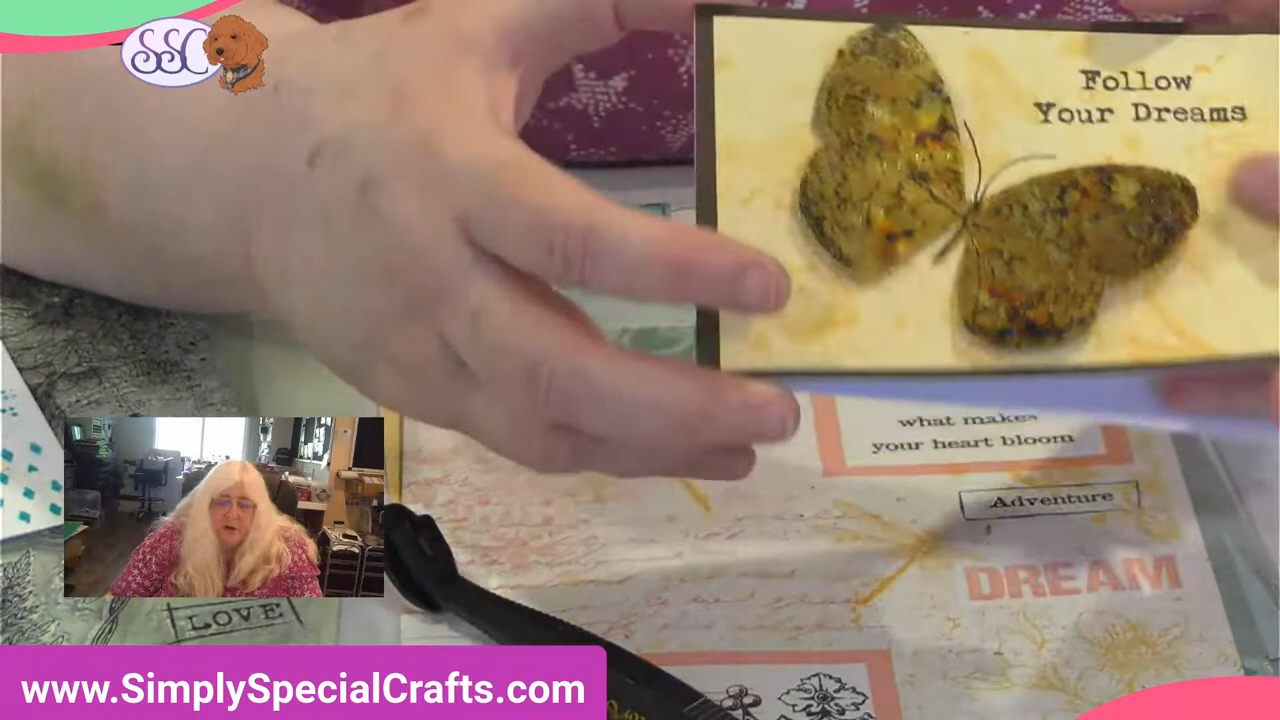 SSC
Follow
Your Dreams
what makes
your heart bloom
Adventure
DREAM
LOVE
www.SimplySpecialCrafts.com